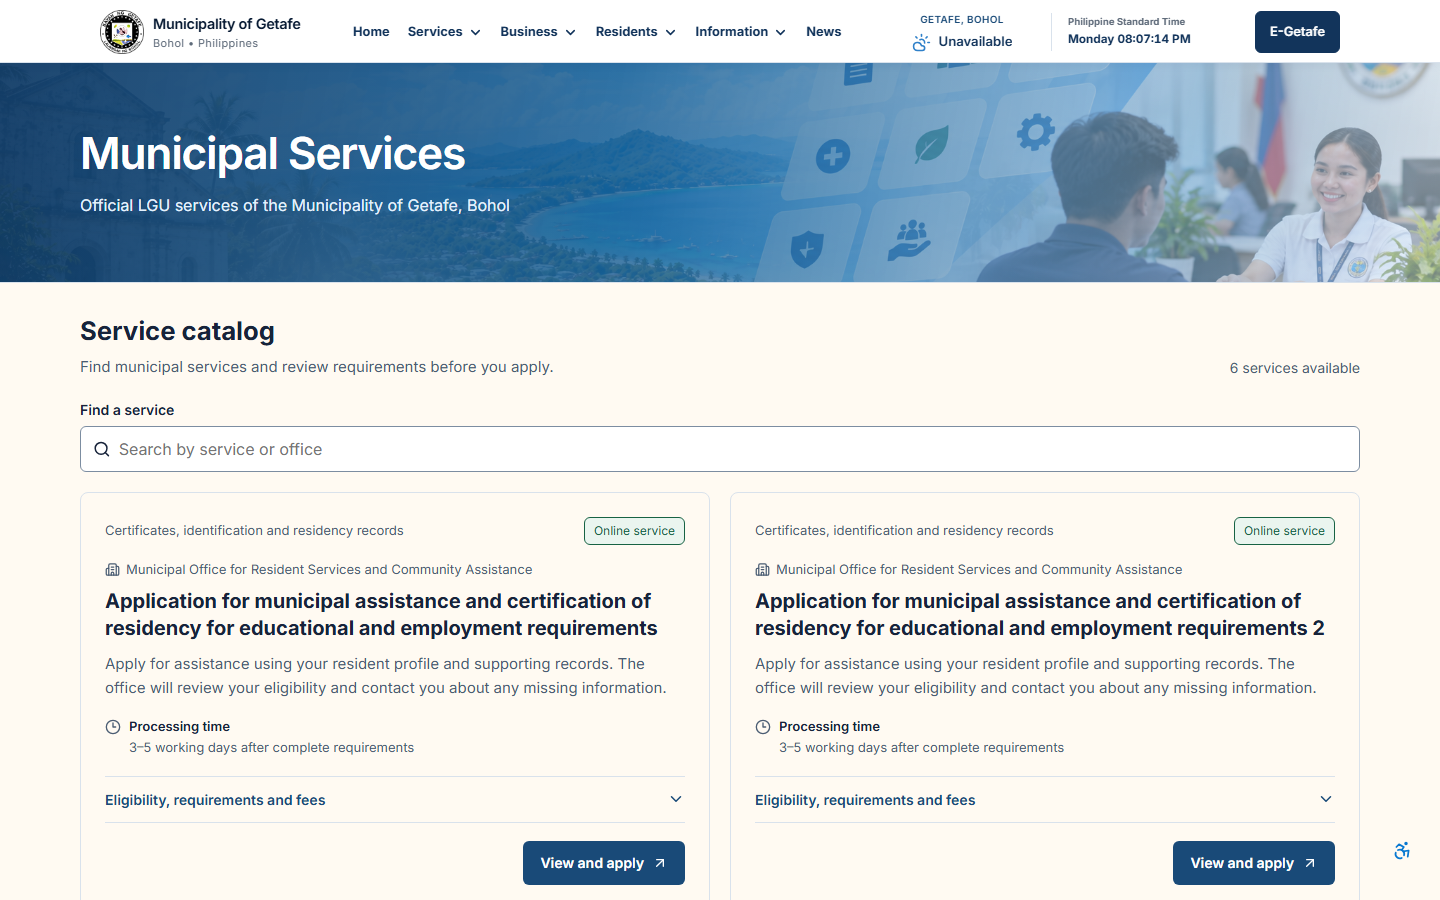 Municipality of Getafe
Bohol • Philippines
Home
Services
Business
Residents
Information
News
GETAFE, BOHOL
Unavailable
Philippine Standard Time
Monday 08:07:14 PM
E-Getafe
Municipal Services
Official LGU services of the Municipality of Getafe, Bohol
Service catalog
Find municipal services and review requirements before you apply.
6 services available
Find a service
Search by service or office
Certificates, identification and residency records
Online service
Municipal Office for Resident Services and Community Assistance
Application for municipal assistance and certification of
residency for educational and employment requirements
Apply for assistance using your resident profile and supporting records. The
office will review your eligibility and contact you about any missing information.
Processing time
3–5 working days after complete requirements
Eligibility, requirements and fees
View and apply
Certificates, identification and residency records
Online service
Municipal Office for Resident Services and Community Assistance
Application for municipal assistance and certification of
residency for educational and employment requirements 2
Apply for assistance using your resident profile and supporting records. The
office will review your eligibility and contact you about any missing information.
Processing time
3–5 working days after complete requirements
Eligibility, requirements and fees
View and apply